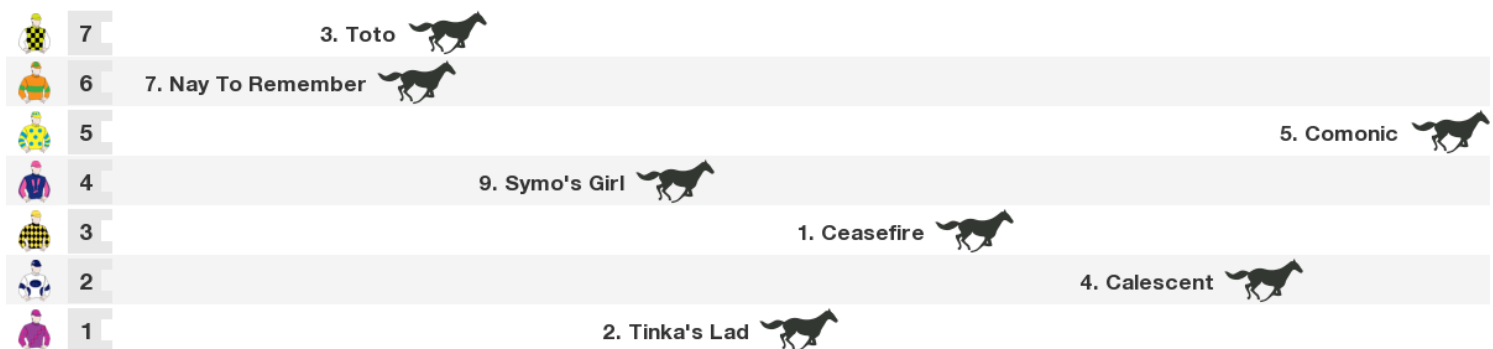 7 3. Toto
6 7. Nay To Remember
5 5. Comonic
4 9. Symo's Girl
3 1. Ceasefire
2 4. Calescent
1 2. Tinka's Lad